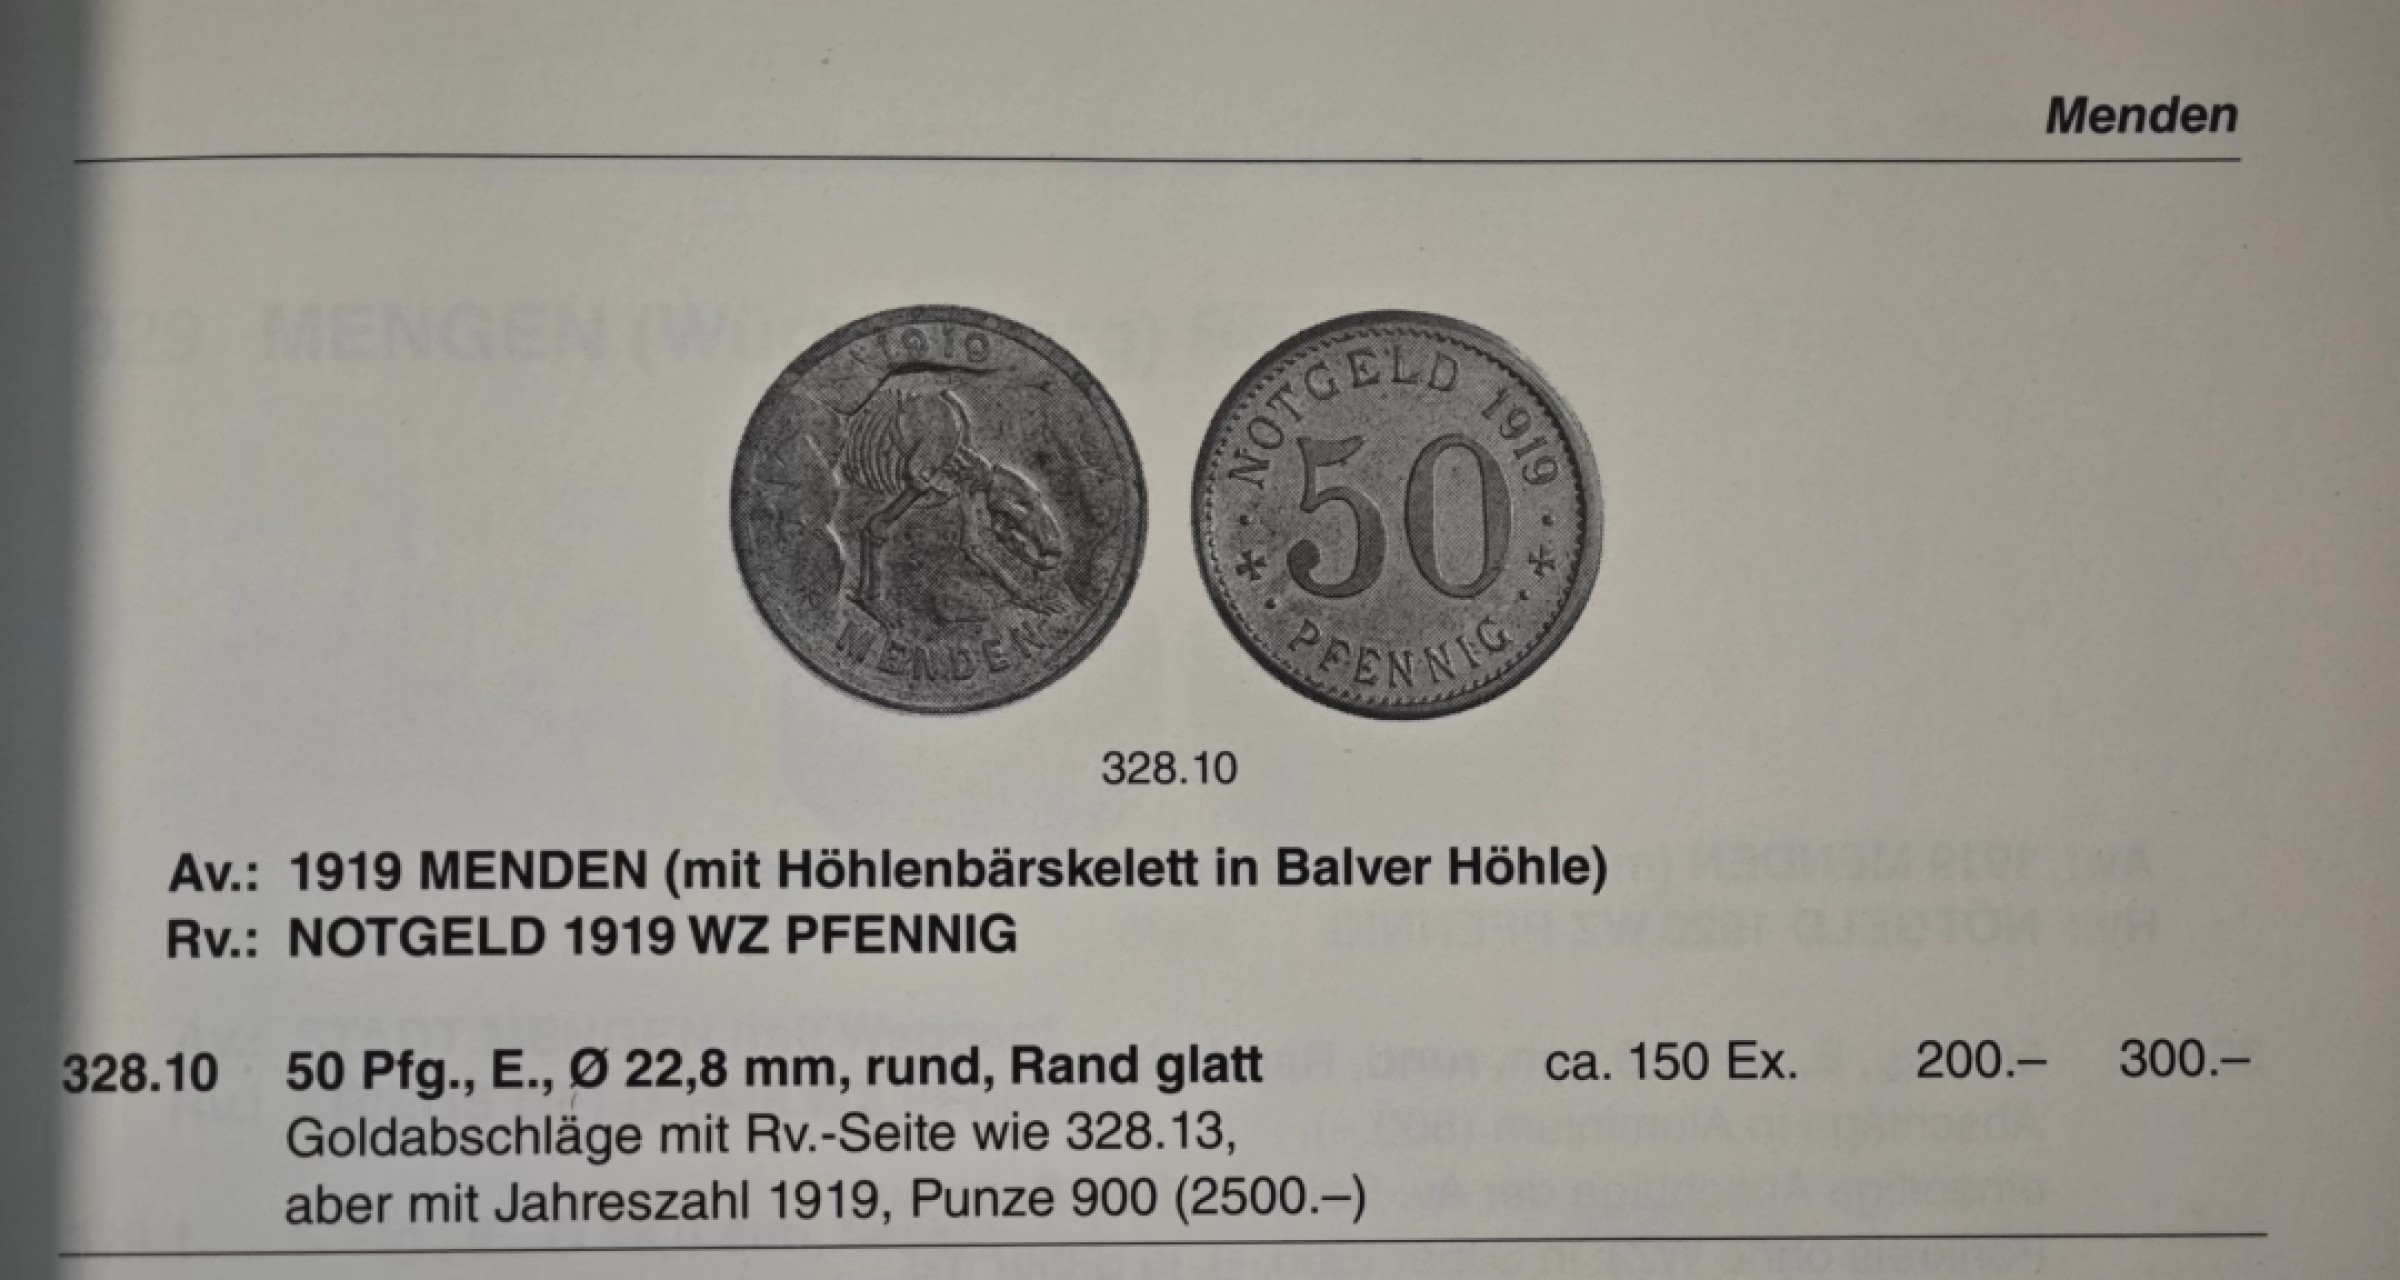 Menden
1919
MENDEN
NOTGELD 1919
50
PFENNIG
328.10
Av.: 1919 MENDEN (mit Höhlenbärskelett in Balver Höhle)
Rv.: NOTGELD 1919 WZ PFENNIG
328.10 50 Pfg., E., Ø 22,8 mm, rund, Rand glatt ca. 150 Ex. 200.– 300.–
Goldabschläge mit Rv.-Seite wie 328.13,
aber mit Jahreszahl 1919, Punze 900 (2500.–)